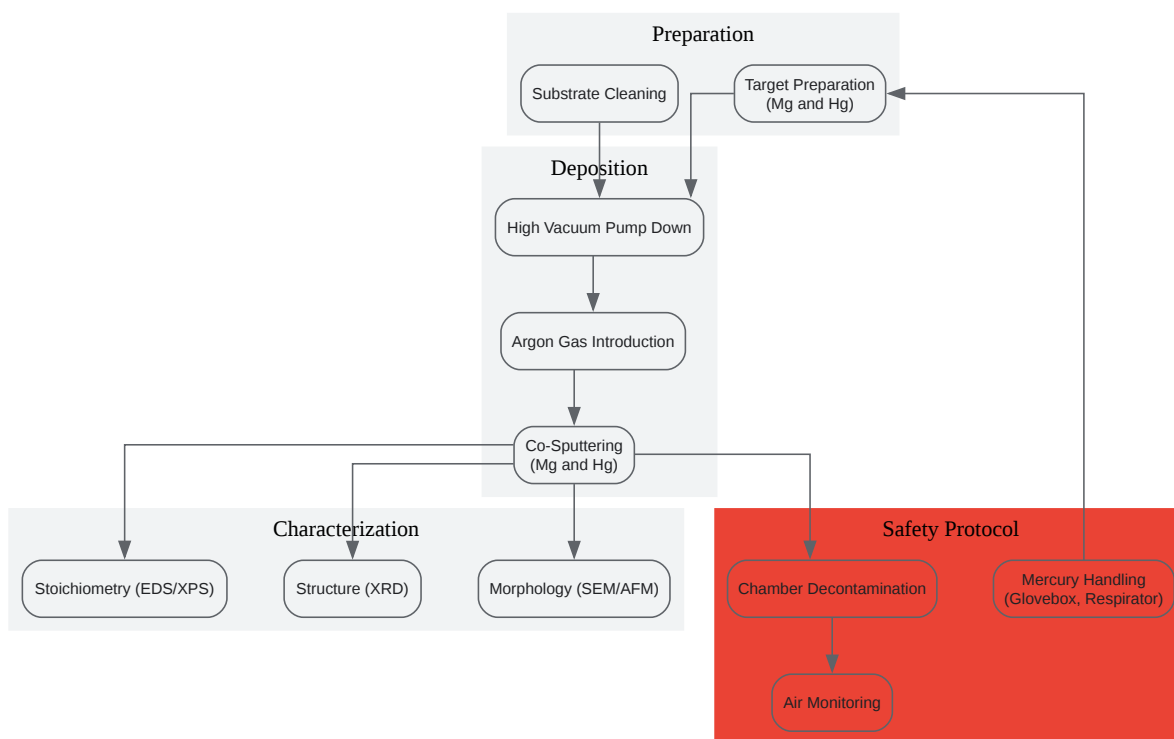 Preparation
Substrate Cleaning
Target Preparation
(Mg and Hg)
Deposition
High Vacuum Pump Down
Argon Gas Introduction
Co-Sputtering
(Mg and Hg)
Characterization
Stoichiometry (EDS/XPS)
Structure (XRD)
Morphology (SEM/AFM)
Safety Protocol
Chamber Decontamination
Mercury Handling
(Glovebox, Respirator)
Air Monitoring